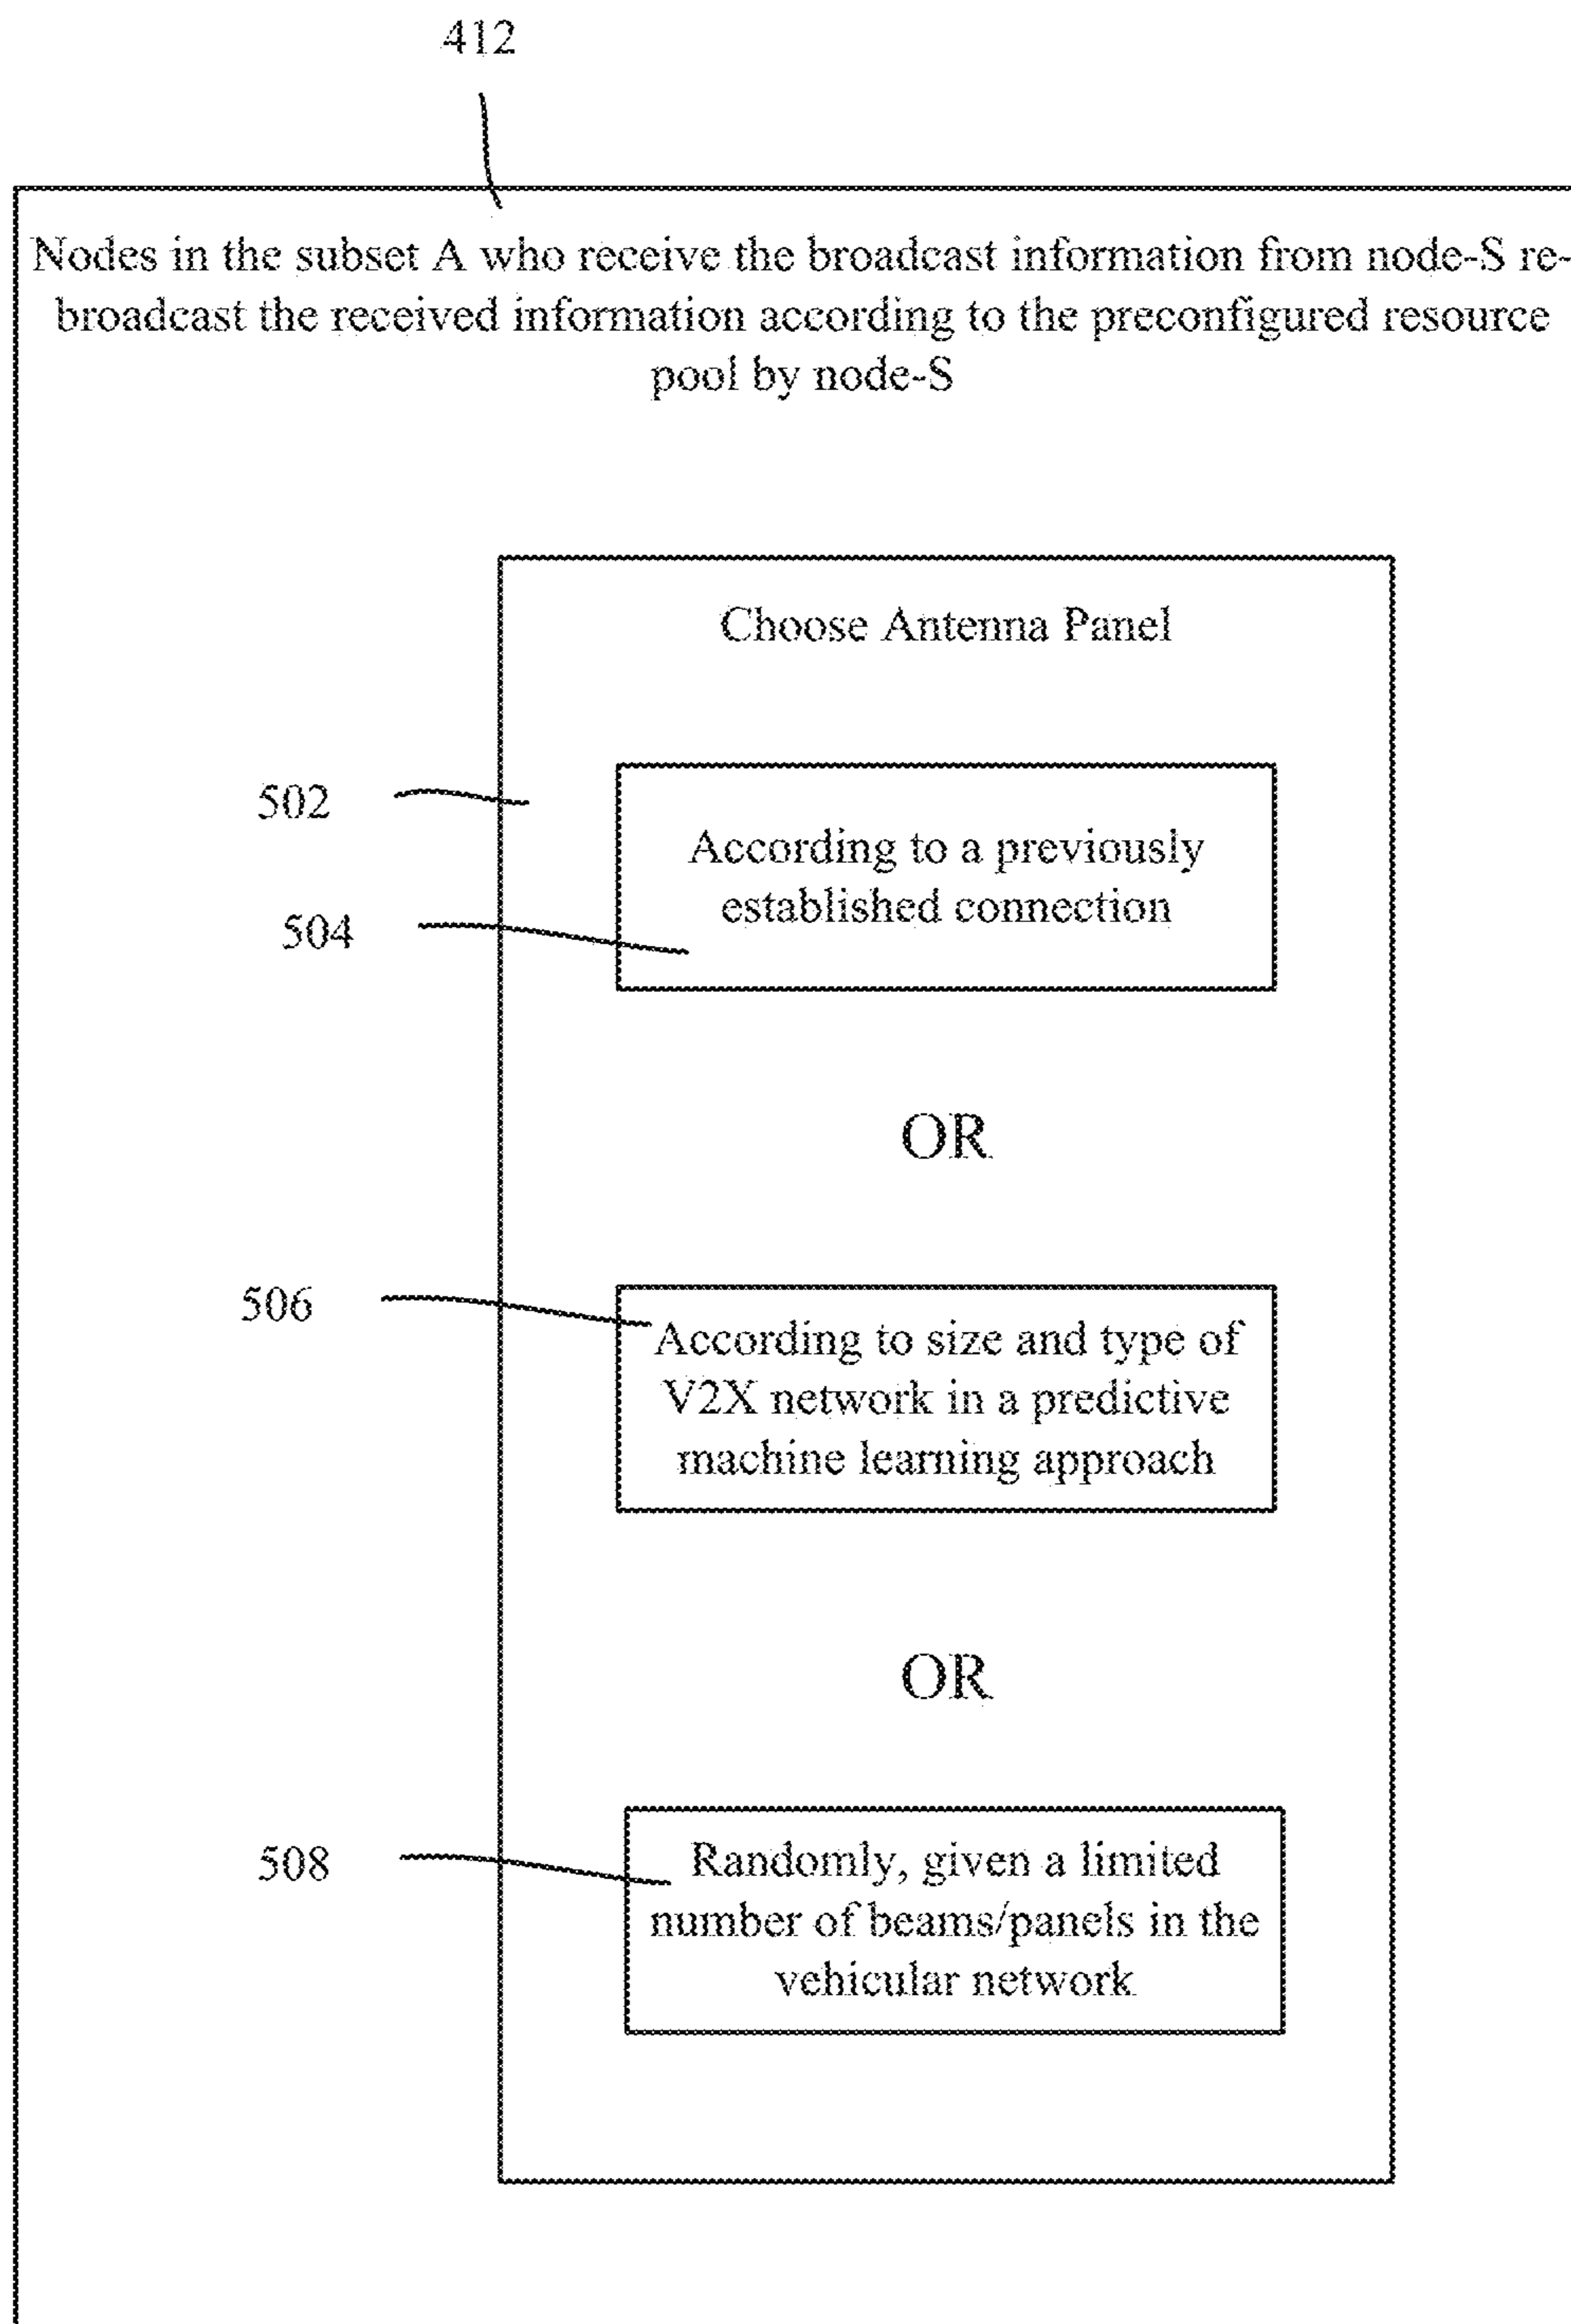 412
Nodes in the subset A who receive the broadcast information from node-S re-
broadcast the received information according to the preconfigured resource
pool by node-S
Choose Antenna Panel
502
According to a previously
established connection
504
OR
506
According to size and type of
V2X network in a predictive
machine learning approach
OR
508
Randomly, given a limited
number of beams/panels in the
vehicular network